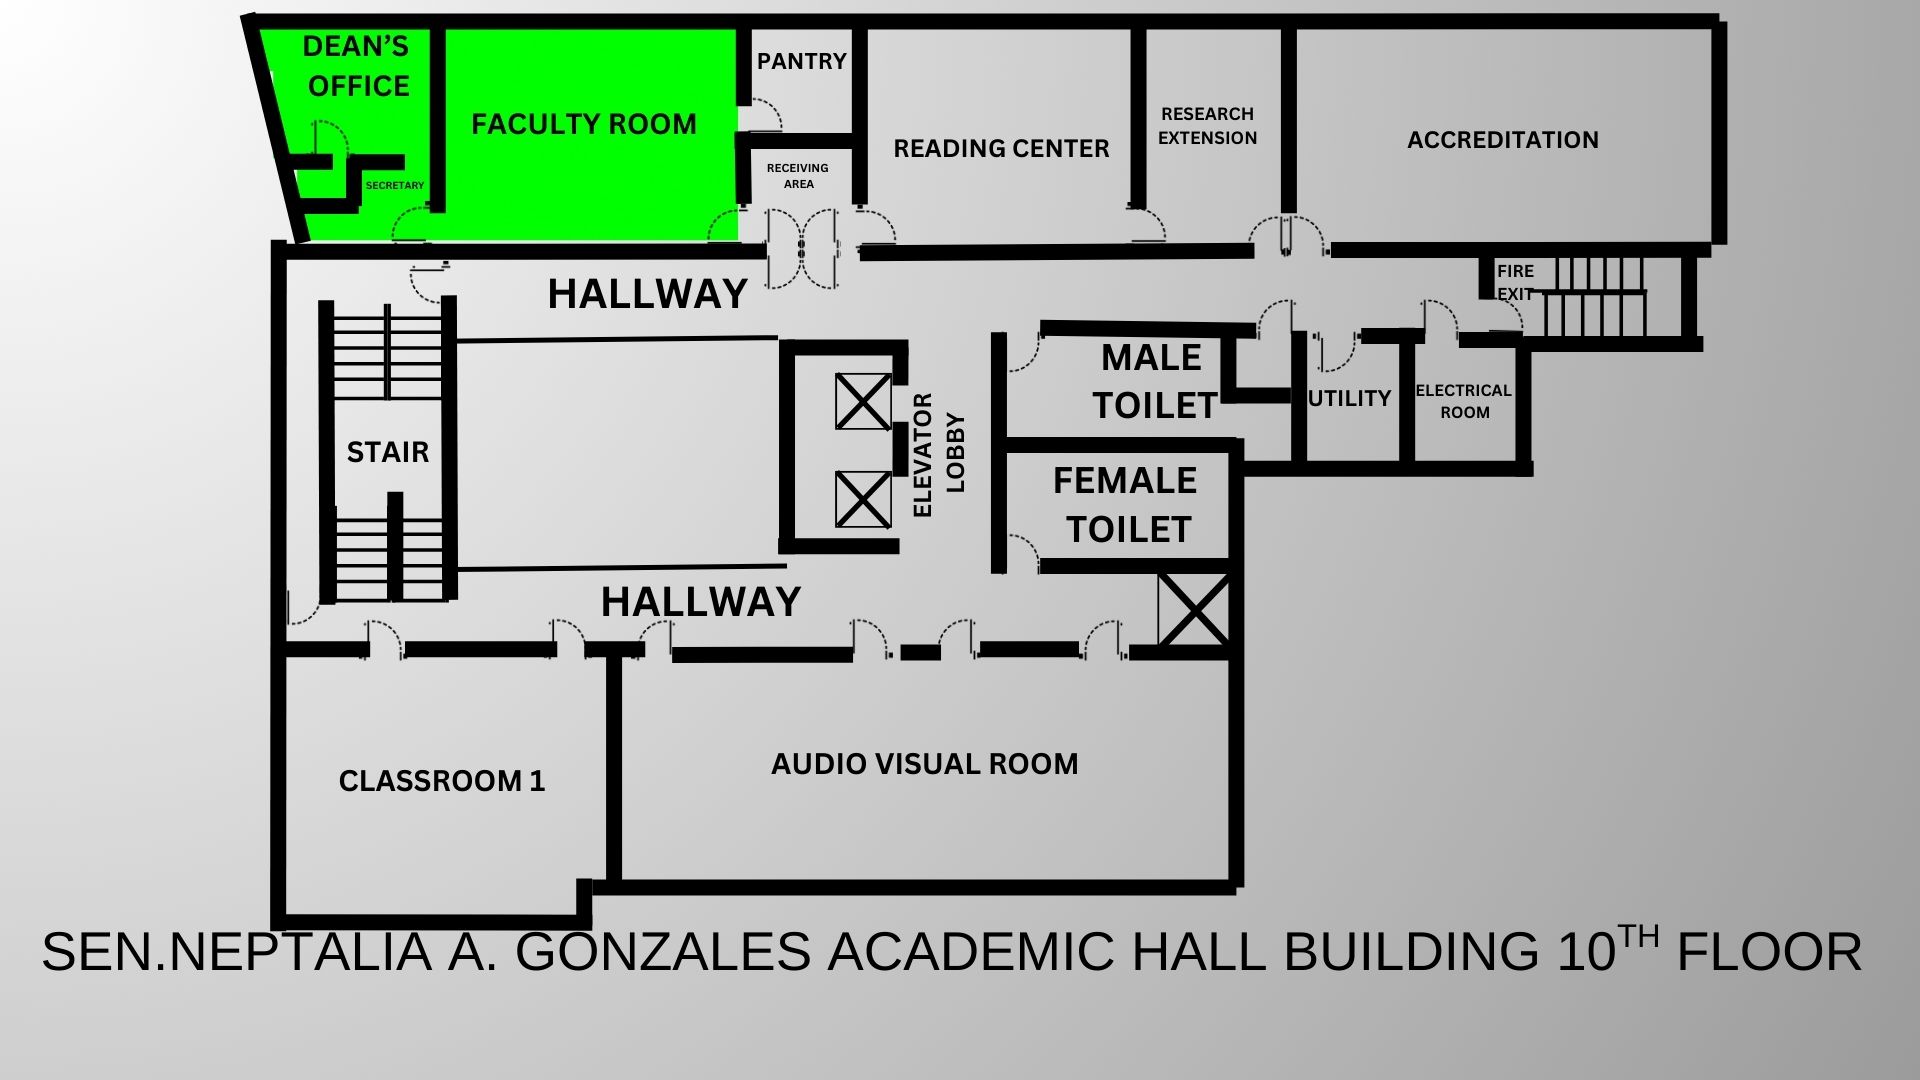 DEAN'S
OFFICE
SECRETARY
FACULTY ROOM
PANTRY
RECEIVING
AREA
READING CENTER
RESEARCH
EXTENSION
ACCREDITATION
HALLWAY
FIRE
EXIT
STAIR
ELEVATOR
LOBBY
MALE
TOILET
UTILITY
ELECTRICAL
ROOM
FEMALE
TOILET
HALLWAY
CLASSROOM 1
AUDIO VISUAL ROOM
SEN.NEPTALIA A. GONZALES ACADEMIC HALL BUILDING 10TH FLOOR